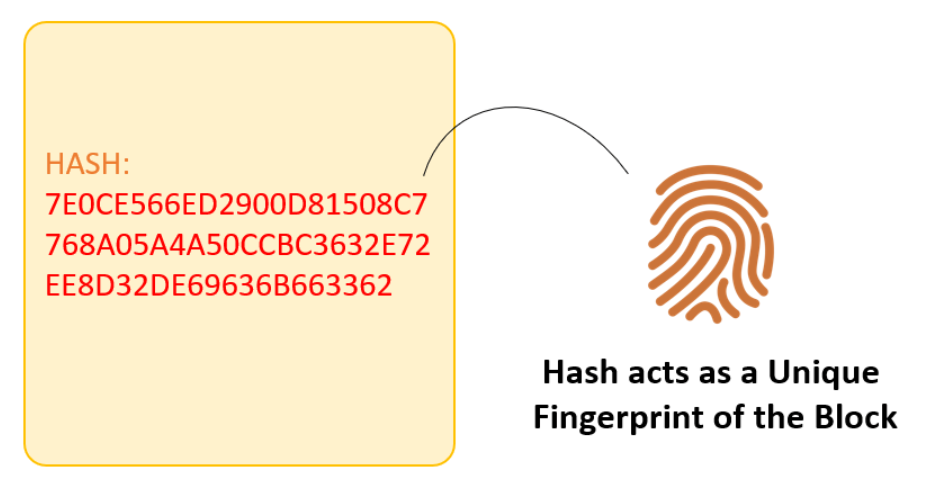 HASH:
7E0CE566ED2900D81508C7
768A05A4A50CCBC3632E72
EE8D32DE69636B663362
Hash acts as a Unique
Fingerprint of the Block